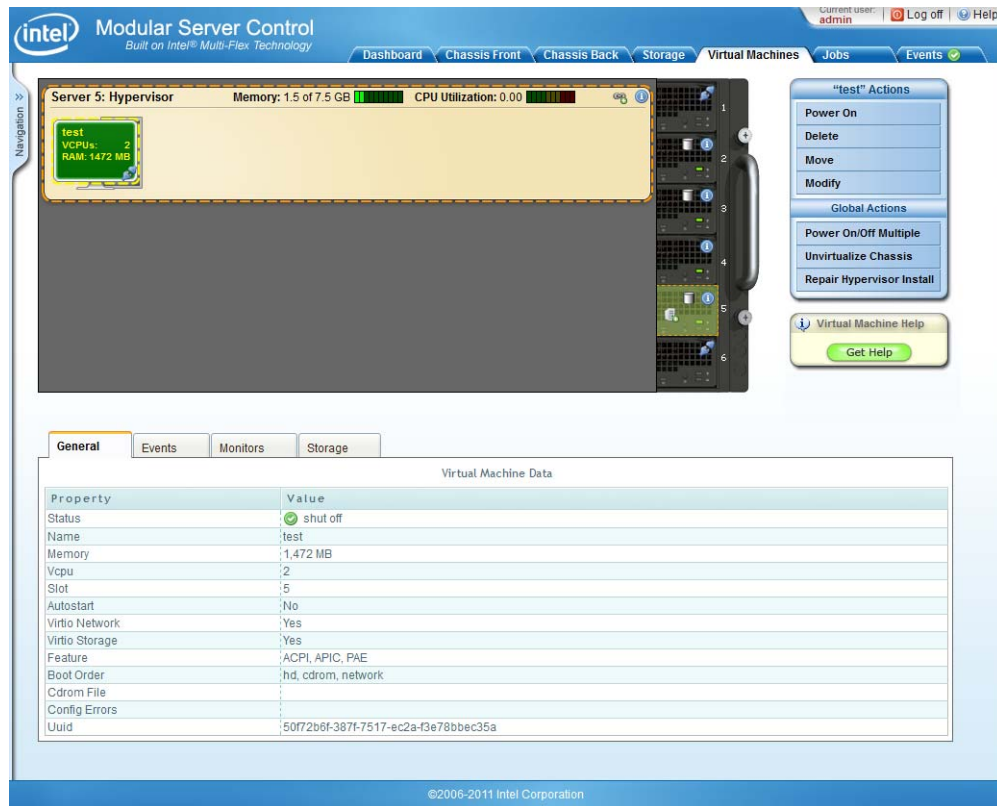 intel
Modular Server Control
Built on Intel® Multi-Flex Technology
Current user:
admin
Log off
Help
Dashboard
Chassis Front
Chassis Back
Storage
Virtual Machines
Jobs
Events
Navigation
Server 5: Hypervisor
Memory: 1.5 of 7.5 GB
CPU Utilization: 0.00
test
VCPUs: 2
RAM: 1472 MB
1
2
3
4
5
6
"test" Actions
Power On
Delete
Move
Modify
Global Actions
Power On/Off Multiple
Unvirtualize Chassis
Repair Hypervisor Install
Virtual Machine Help
Get Help
General
Events
Monitors
Storage
Virtual Machine Data
Property Value
Status shut off
Name test
Memory 1,472 MB
Vcpu 2
Slot 5
Autostart No
Virtio Network Yes
Virtio Storage Yes
Feature ACPI, APIC, PAE
Boot Order hd, cdrom, network
Cdrom File
Config Errors
Uuid 50f72b6f-387f-7517-ec2a-f3e78bbec35a
©2006-2011 Intel Corporation